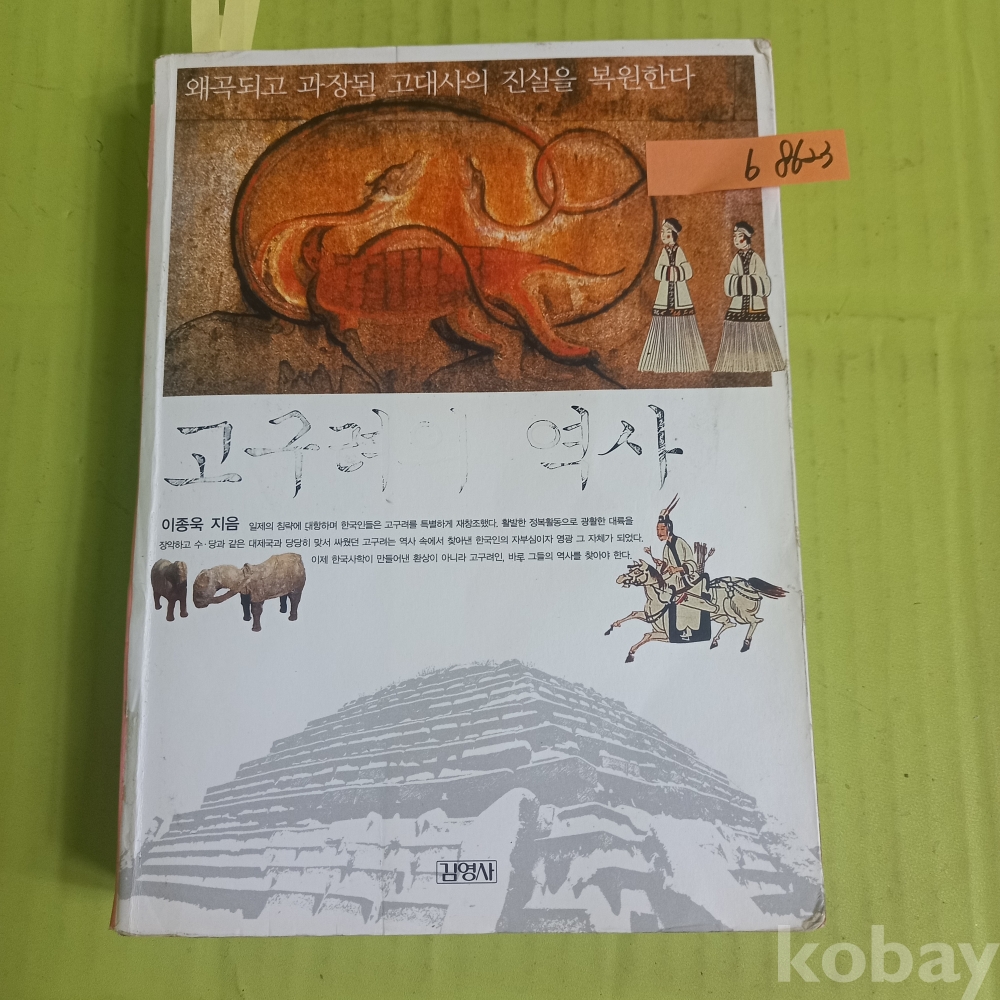 왜곡되고 과장된 고대사의 진실을 복원한다
b 8623
고구려의 역사
이종욱 지음 일제의 침략에 대항하며 한국인들은 고구려를 특별하게 재창조했다. 활발한 정복활동으로 광활한 대륙을
장악하고 수·당과 같은 대제국과 당당히 맞서 싸웠던 고구려는 역사 속에서 찾아낸 한국인의 자부심이자 영광 그 자체가 되었다.
이제 한국사학이 만들어낸 환상이 아니라 고구려인, 바로 그들의 역사를 찾아야 한다.
김영사
kobay